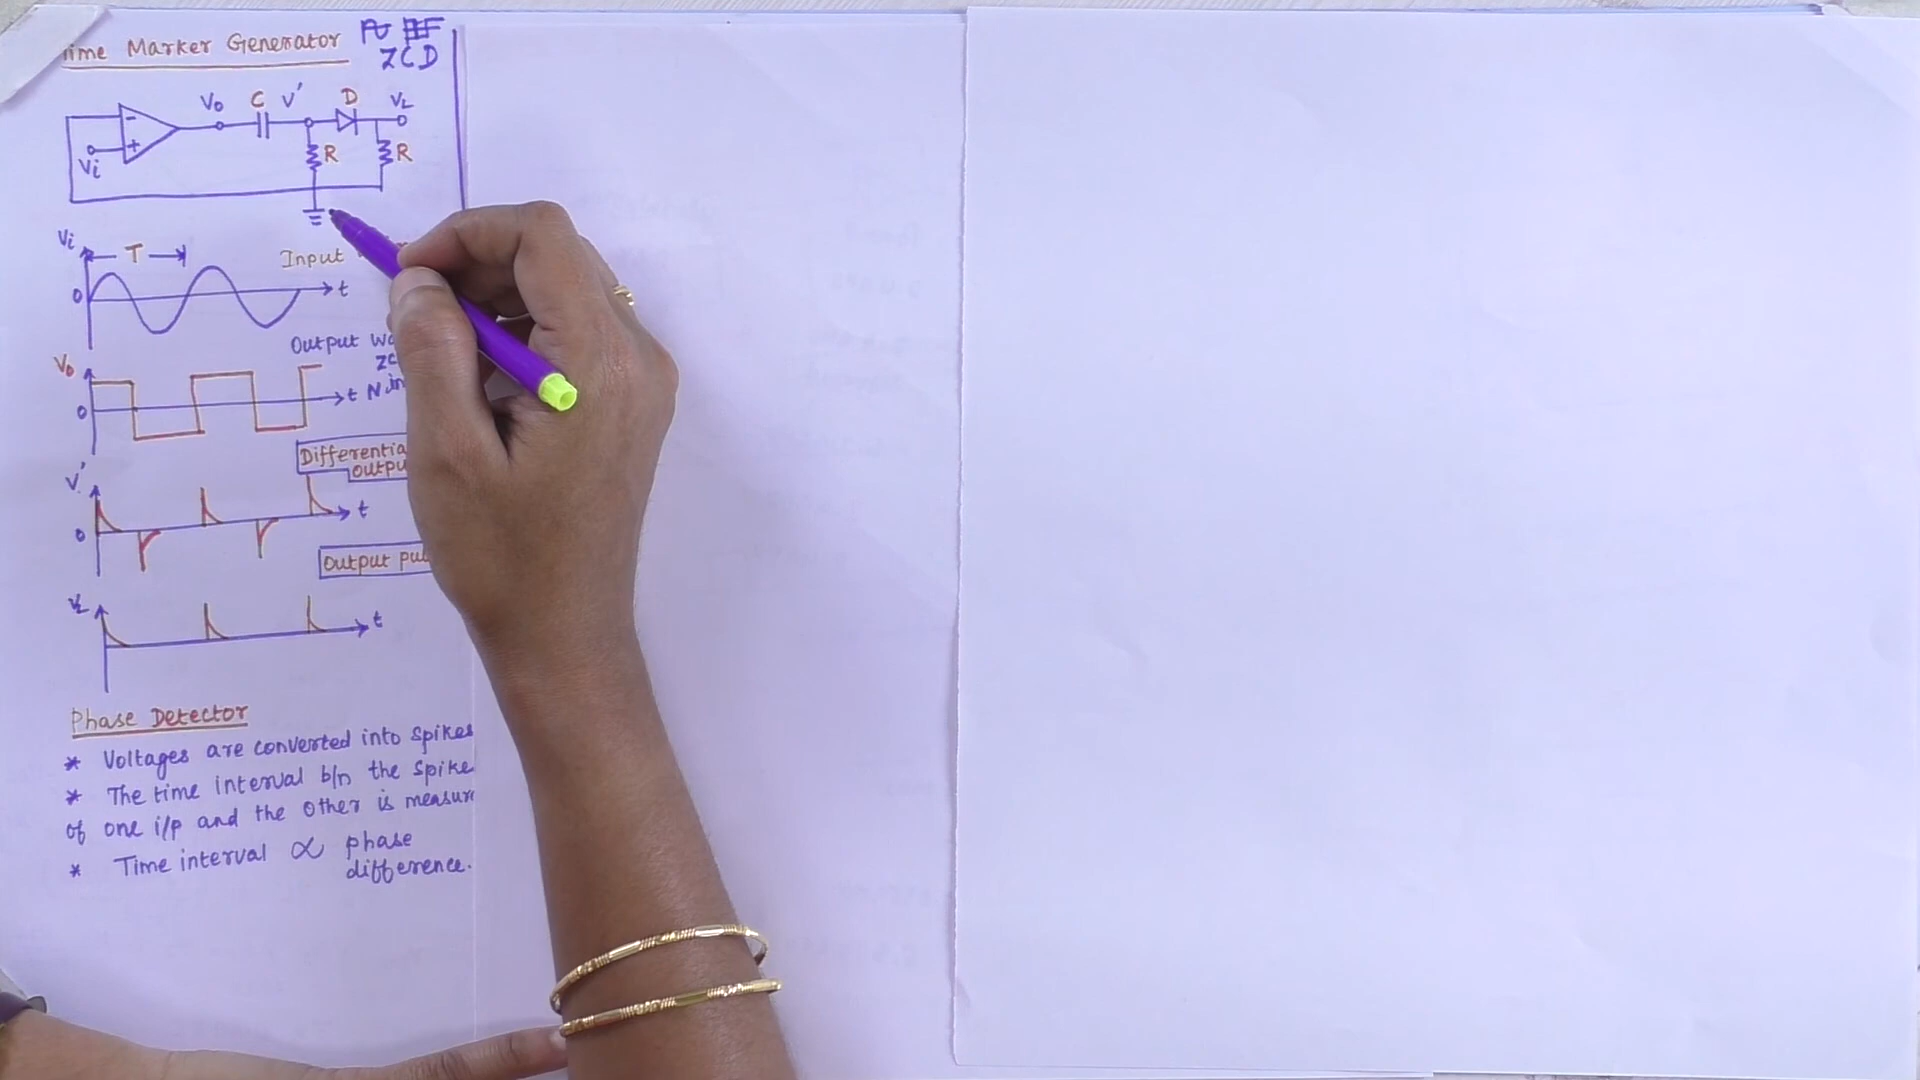 ime Marker Generator
ZCD
Vo C V' D VL
-
+
Vi
R R
Vi
T
Input
0 t
Output
Vo
0 t
Differentia
outpu
V'
0 t
Output pul
VL
t
Phase Detector
* Voltages are converted into spikes
* The time interval b/n the spike
of one i/p and the other is measur
* Time interval ∝ phase
difference.